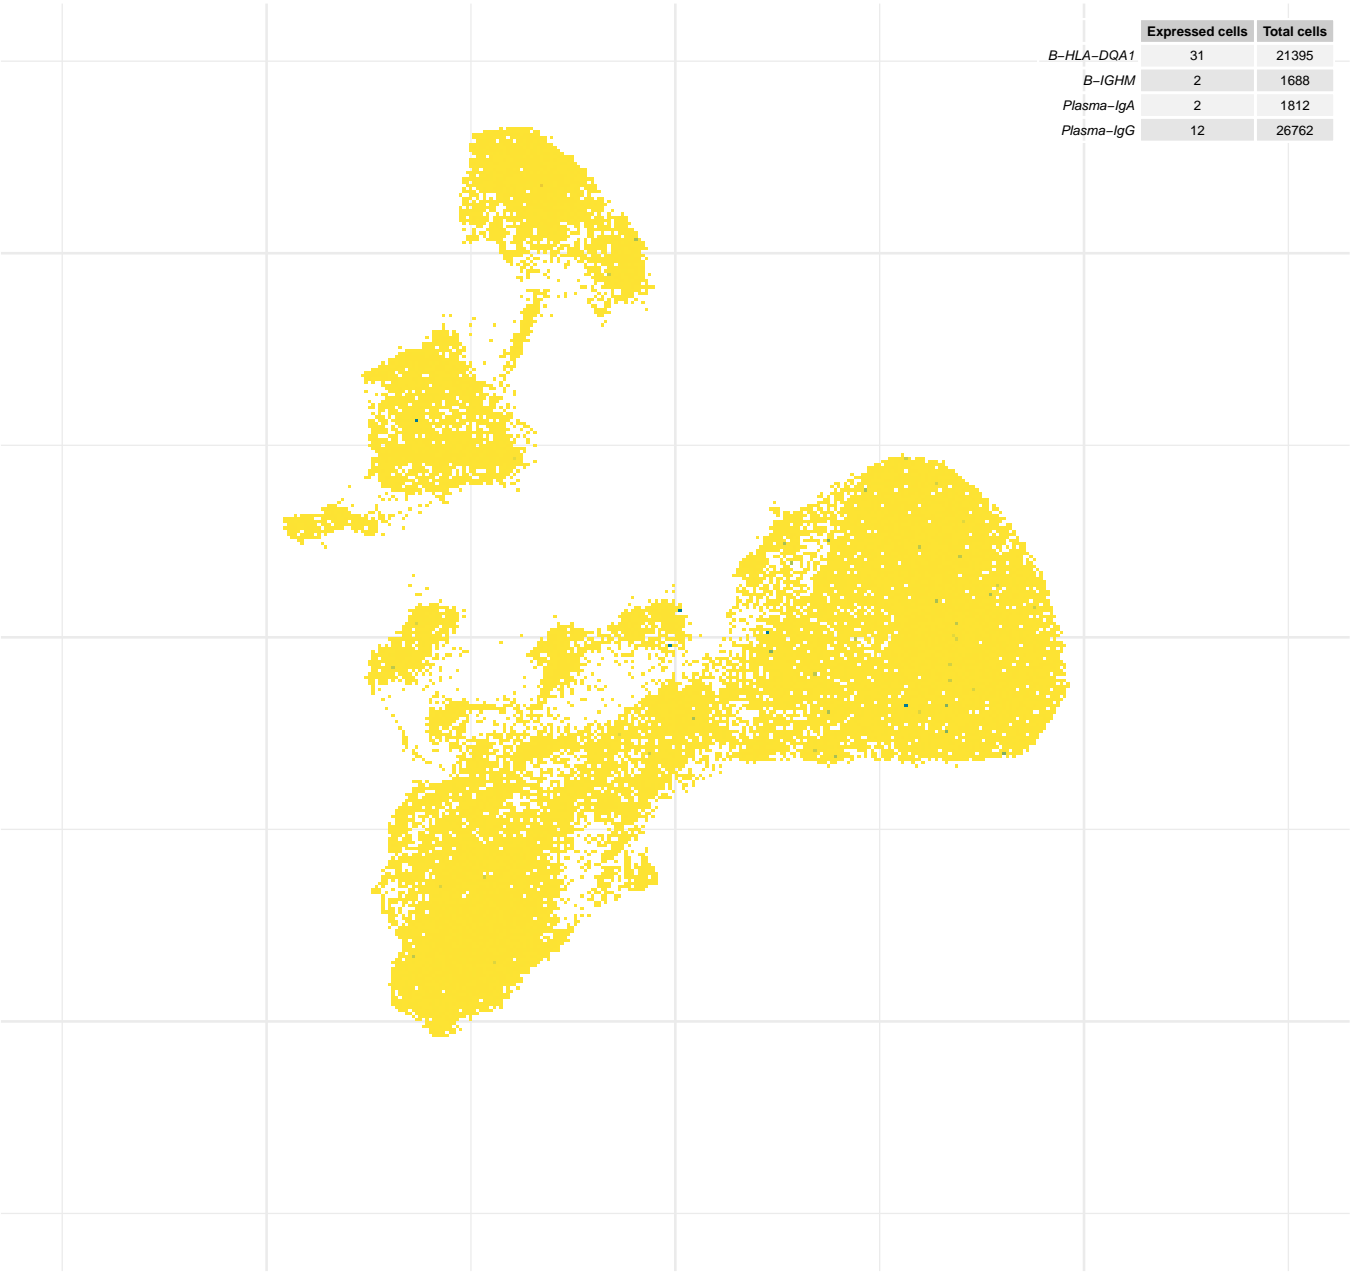 Expressed cells Total cells
B−HLA−DQA1 31 21395
B−IGHM 2 1688
Plasma−IgA 2 1812
Plasma−IgG 12 26762